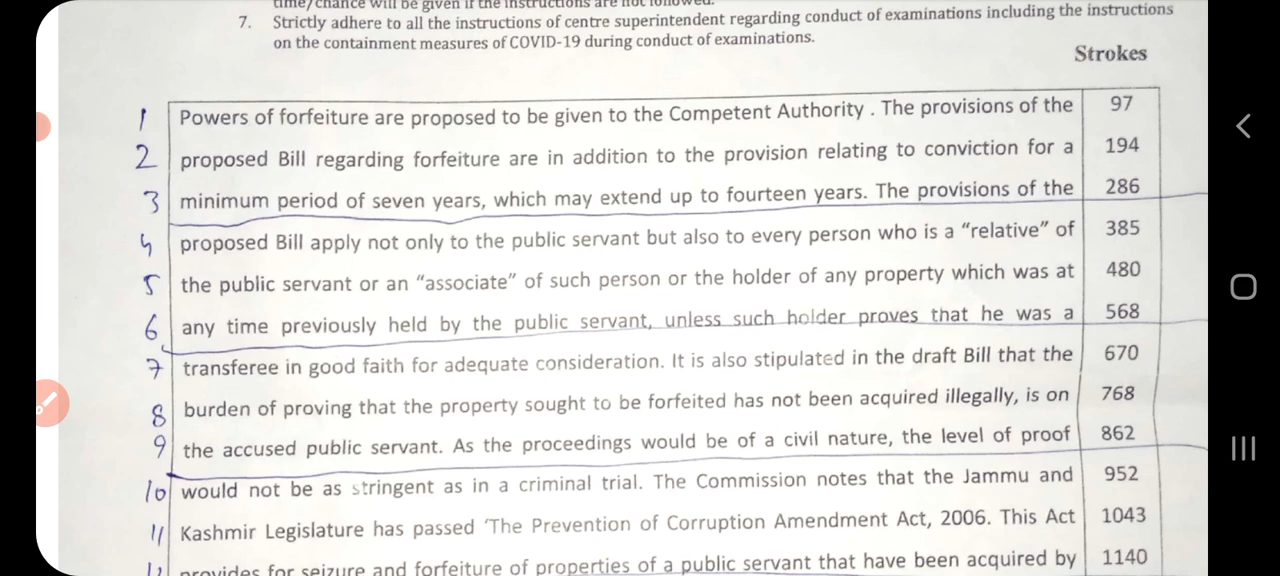 time/chance will be given if the instructions are not followed.
7. Strictly adhere to all the instructions of centre superintendent regarding conduct of examinations including the instructions
on the containment measures of COVID-19 during conduct of examinations.
Strokes
1 Powers of forfeiture are proposed to be given to the Competent Authority . The provisions of the 97
2 proposed Bill regarding forfeiture are in addition to the provision relating to conviction for a 194
3 minimum period of seven years, which may extend up to fourteen years. The provisions of the 286
4 proposed Bill apply not only to the public servant but also to every person who is a “relative” of 385
5 the public servant or an “associate” of such person or the holder of any property which was at 480
6 any time previously held by the public servant, unless such holder proves that he was a 568
7 transferee in good faith for adequate consideration. It is also stipulated in the draft Bill that the 670
8 burden of proving that the property sought to be forfeited has not been acquired illegally, is on 768
9 the accused public servant. As the proceedings would be of a civil nature, the level of proof 862
10 would not be as stringent as in a criminal trial. The Commission notes that the Jammu and 952
11 Kashmir Legislature has passed ‘The Prevention of Corruption Amendment Act, 2006. This Act 1043
provides for seizure and forfeiture of properties of a public servant that have been acquired by 1140